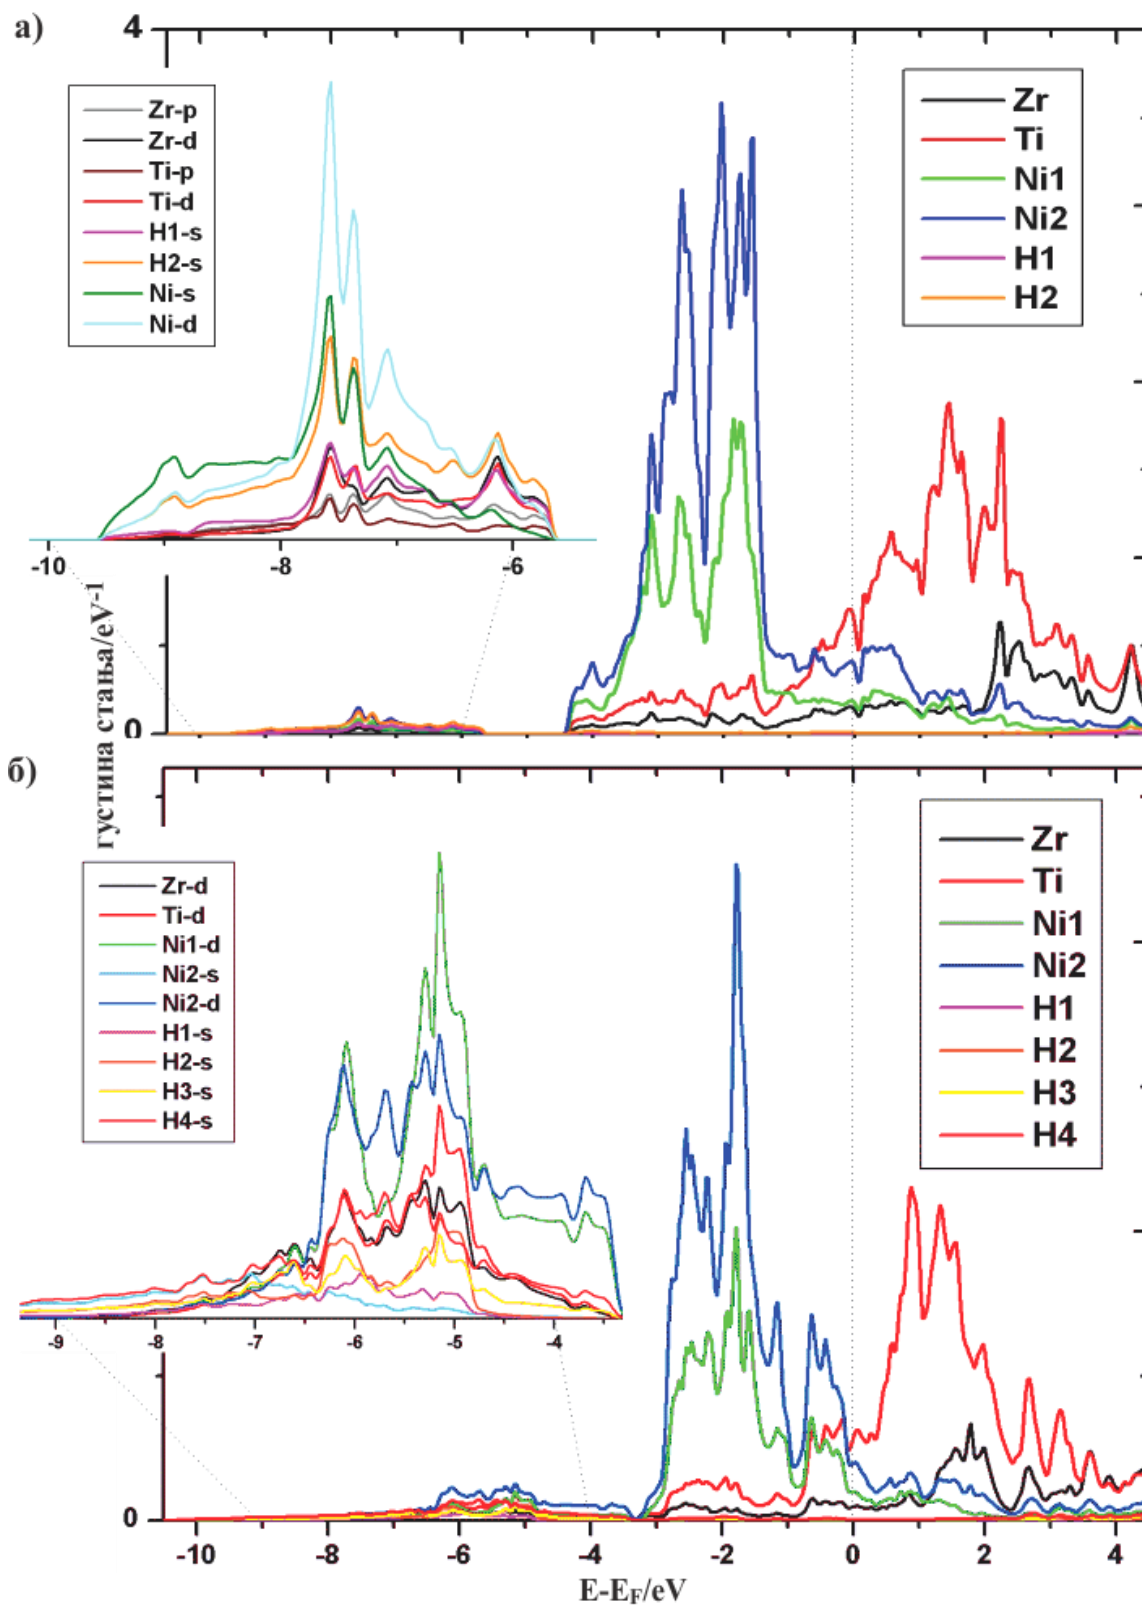 а)
4
Zr-p
Zr-d
Ti-p
Ti-d
H1-s
H2-s
Ni-s
Ni-d
Zr
Ti
Ni1
Ni2
H1
H2
-10 -8 -6
0
густина стања/eV⁻¹
б)
Zr-d
Ti-d
Ni1-d
Ni2-s
Ni2-d
H1-s
H2-s
H3-s
H4-s
Zr
Ti
Ni1
Ni2
H1
H2
H3
H4
-9 -8 -7 -6 -5 -4
0
-10 -8 -6 -4 -2 0 2 4
E-E_F/eV